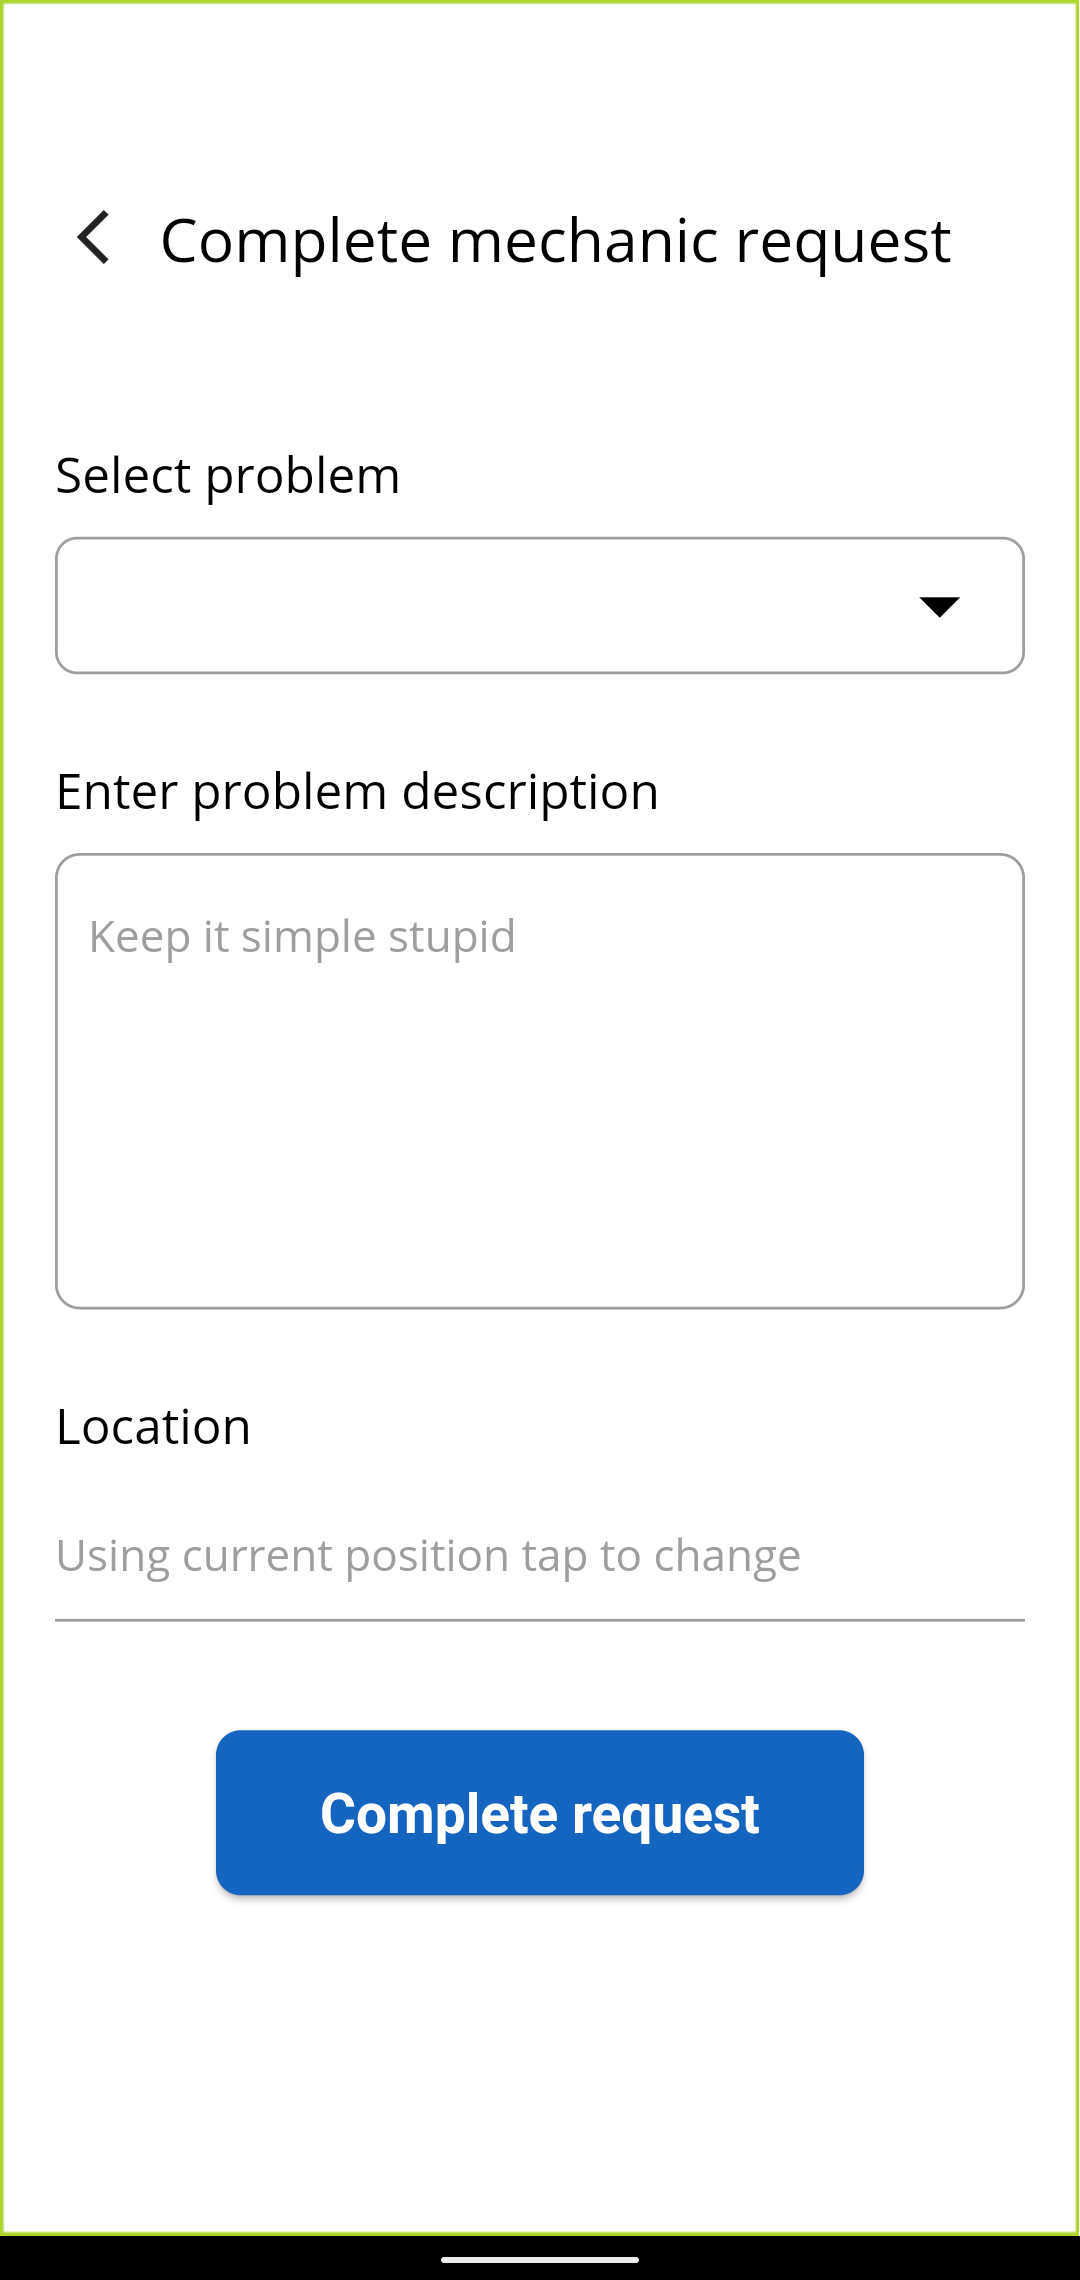 Complete mechanic request
Select problem
Enter problem description
Keep it simple stupid
Location
Using current position tap to change
Complete request